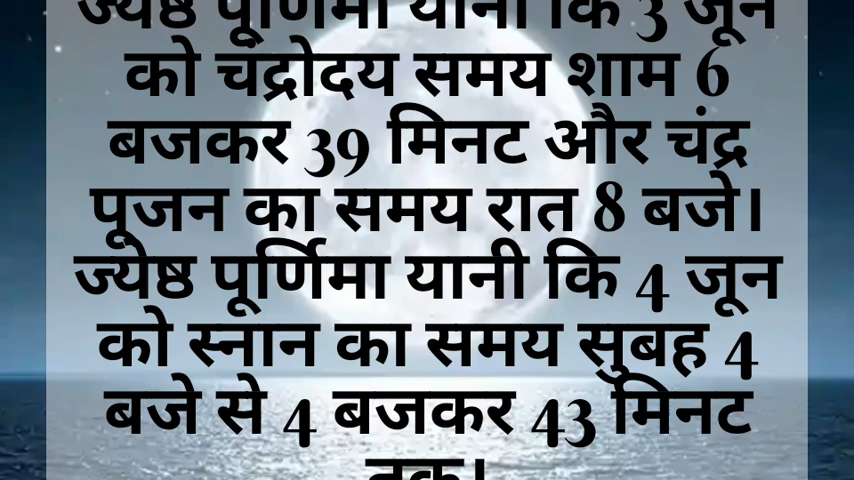 ज्येष्ठ पूर्णिमा यानी कि 3 जून
को चंद्रोदय समय शाम 6
बजकर 39 मिनट और चंद्र
पूजन का समय रात 8 बजे।
ज्येष्ठ पूर्णिमा यानी कि 4 जून
को स्नान का समय सुबह 4
बजे से 4 बजकर 43 मिनट
तक।